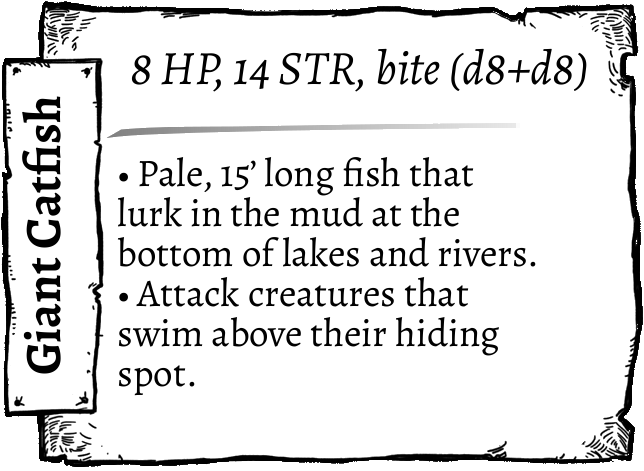 Giant Catfish
8 HP, 14 STR, bite (d8+d8)
• Pale, 15’ long fish that
lurk in the mud at the
bottom of lakes and rivers.
• Attack creatures that
swim above their hiding
spot.